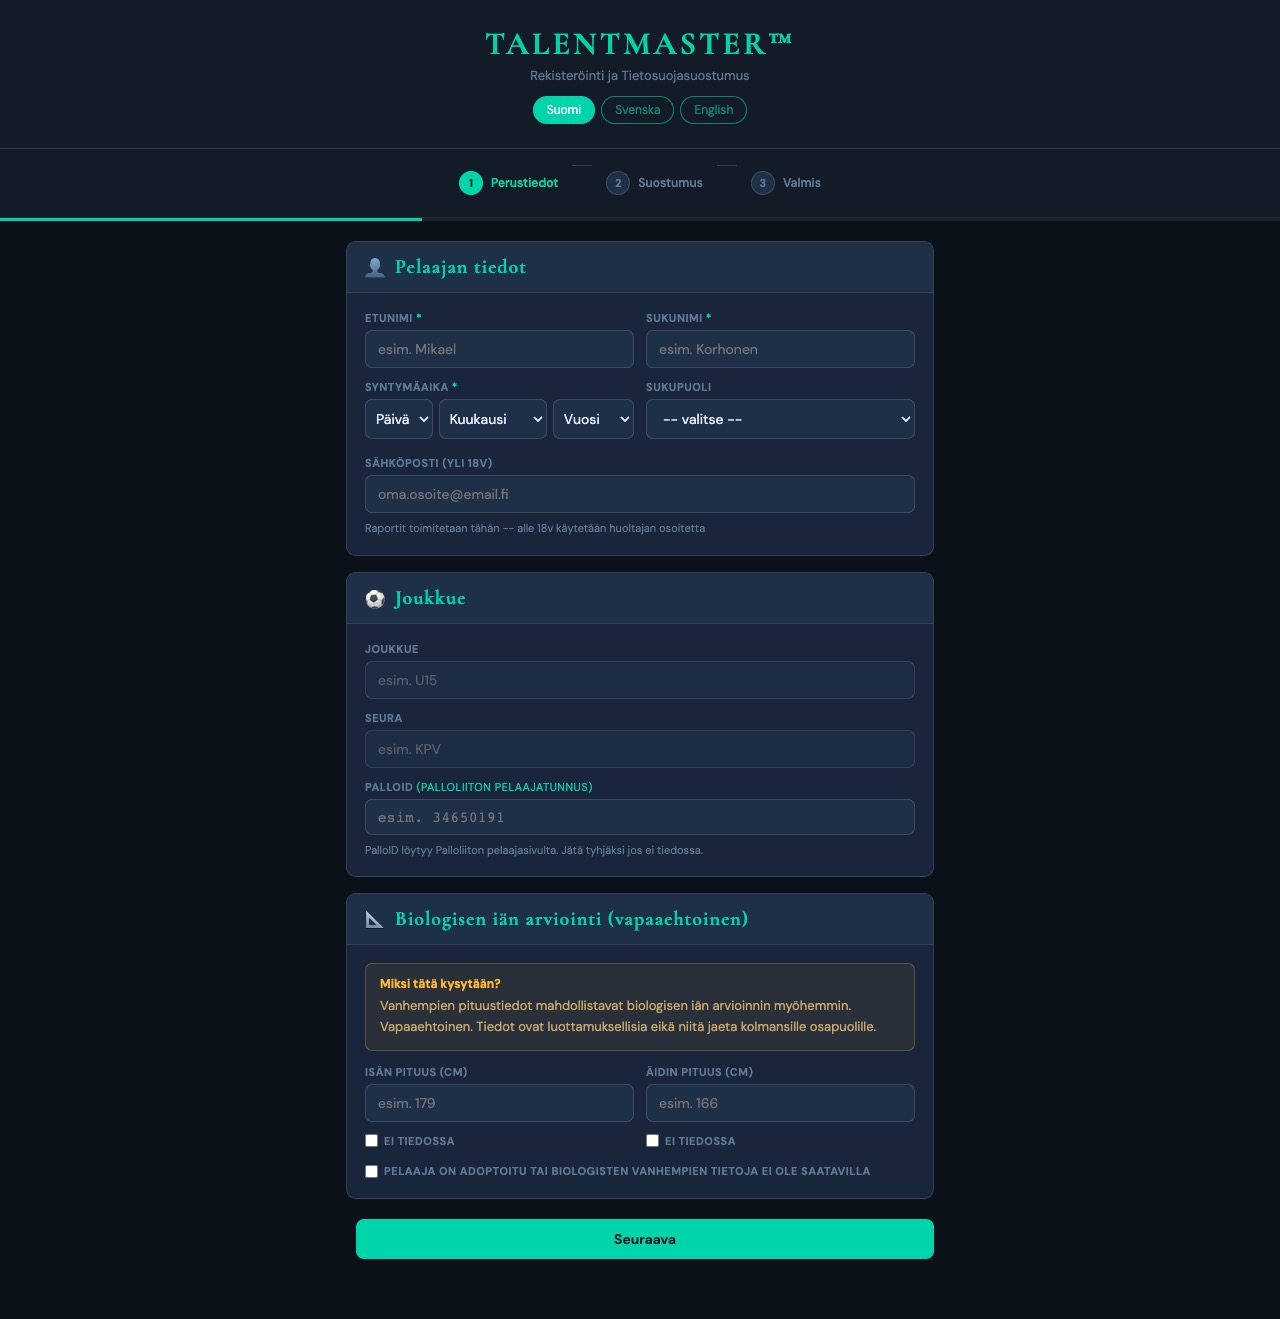 TALENTMASTER™
Rekisteröinti ja Tietosuojasuostumus
Suomi Svenska English
1 Perustiedot 2 Suostumus 3 Valmis
Pelaajan tiedot
ETUNIMI * SUKUNIMI *
esim. Mikael esim. Korhonen
SYNTYMÄAIKA * SUKUPUOLI
Päivä Kuukausi Vuosi -- valitse --
SÄHKÖPOSTI (YLI 18V)
oma.osoite@email.fi
Raportit toimitetaan tähän -- alle 18v käytetään huoltajan osoitetta
Joukkue
JOUKKUE
esim. U15
SEURA
esim. KPV
PALLOID (PALLOLIITON PELAAJATUNNUS)
esim. 34650191
PalloID löytyy Palloliiton pelaajasivulta. Jätä tyhjäksi jos ei tiedossa.
Biologisen iän arviointi (vapaaehtoinen)
Miksi tätä kysytään?
Vanhempien pituustiedot mahdollistavat biologisen iän arvioinnin myöhemmin.
Vapaaehtoinen. Tiedot ovat luottamuksellisia eikä niitä jaeta kolmansille osapuolille.
ISÄN PITUUS (CM) ÄIDIN PITUUS (CM)
esim. 179 esim. 166
EI TIEDOSSA EI TIEDOSSA
PELAAJA ON ADOPTOITU TAI BIOLOGISTEN VANHEMPIEN TIETOJA EI OLE SAATAVILLA
Seuraava